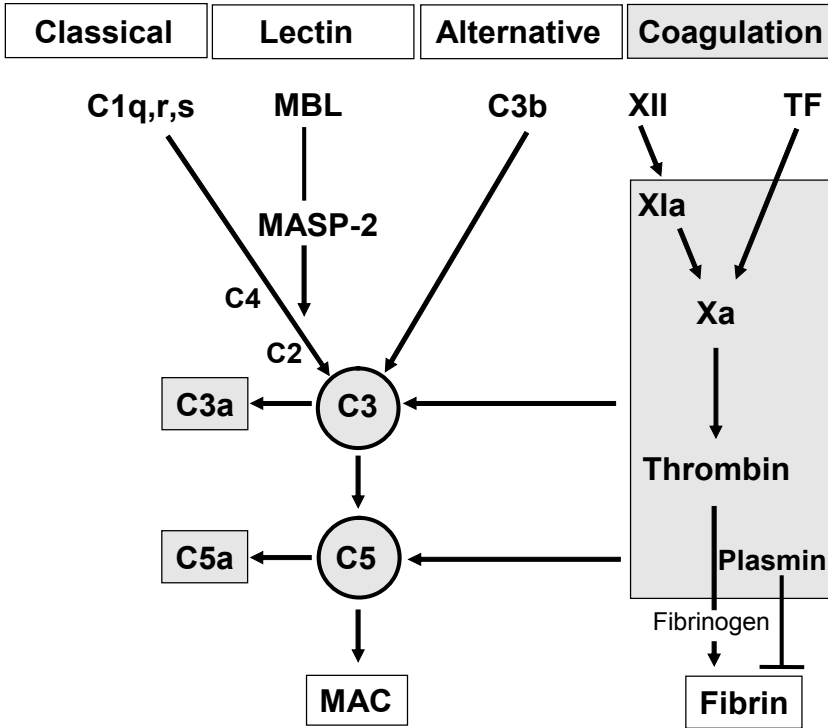 Classical
Lectin
Alternative
Coagulation
C1q,r,s
MBL
C3b
XII
TF
MASP-2
XIa
C4
Xa
C2
C3a
C3
Thrombin
C5a
C5
Plasmin
Fibrinogen
MAC
Fibrin